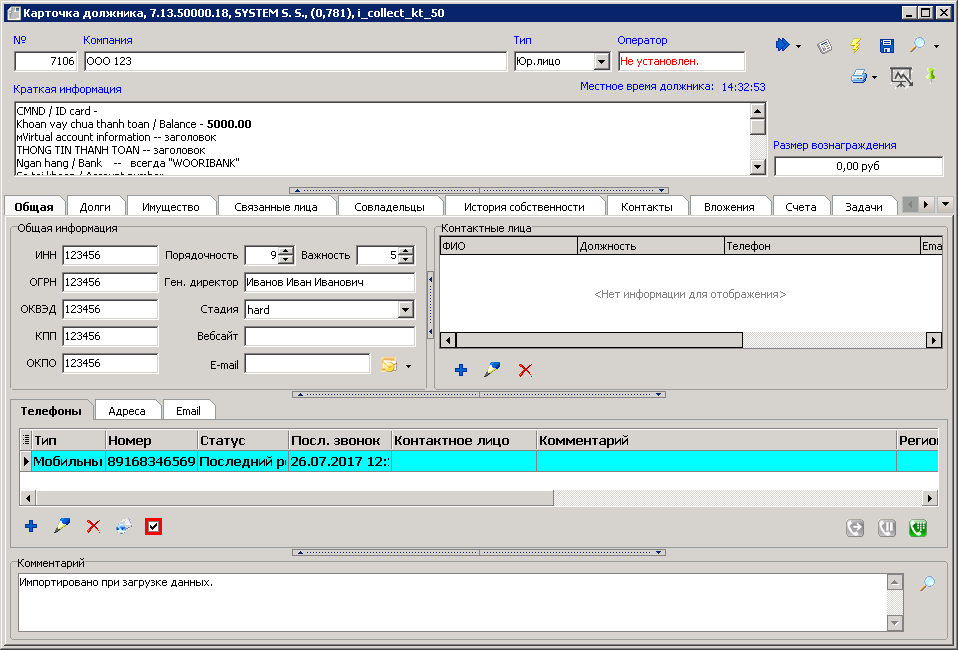 Карточка должника, 7.13.50000.18, SYSTEM S. S., (0,781), i_collect_kt_50
№ Компания Тип Оператор
7106 ООО 123 Юр.лицо Не установлен.
Краткая информация Местное время должника: 14:32:53
CMND / ID card -
Khoan vay chua thanh toan / Balance - 5000.00
мVirtual account information -- заголовок
THONG TIN THANH TOAN -- заголовок
Ngan hang / Bank -- всегда "WOORIBANK"
Размер вознаграждения
0,00 руб
Общая Долги Имущество Связанные лица Совладельцы История собственности Контакты Вложения Счета Задачи
Общая информация
ИНН 123456 Порядочность 9 Важность 5
ОГРН 123456 Ген. директор Иванов Иван Иванович
ОКВЭД 123456 Стадия hard
КПП 123456 Вебсайт
ОКПО 123456 E-mail
Контактные лица
ФИО Должность Телефон Ema
<Нет информации для отображения>
Телефоны Адреса Email
Тип Номер Статус Посл. звонок Контактное лицо Комментарий Регион
Мобильны 89168346569 Последний р 26.07.2017 12:
Комментарий
Импортировано при загрузке данных.